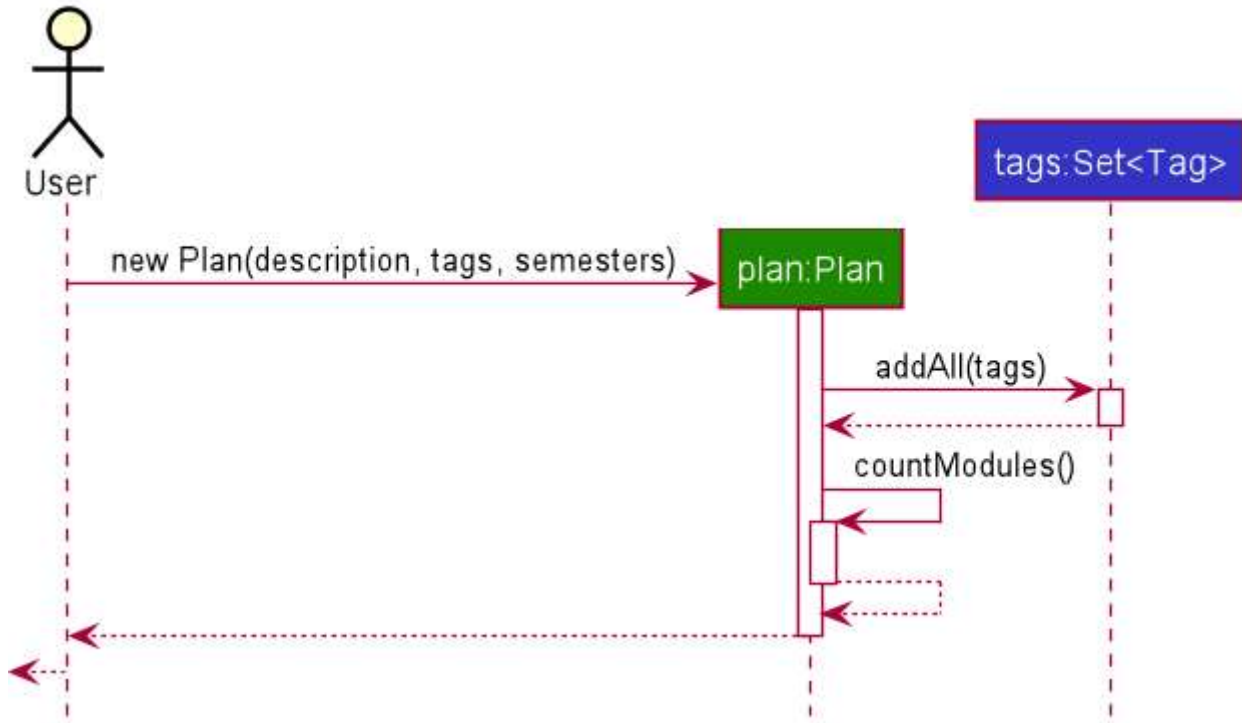 User
tags:Set<Tag>
new Plan(description, tags, semesters)
plan:Plan
addAll(tags)
countModules()